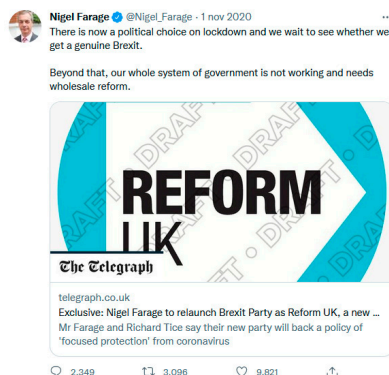 Nigel Farage @Nigel_Farage · 1 nov 2020
There is now a political choice on lockdown and we wait to see whether we
get a genuine Brexit.
Beyond that, our whole system of government is not working and needs
wholesale reform.
DRAFT · DRAFT · DRAFT
REFORM
UK
The Telegraph
telegraph.co.uk
Exclusive: Nigel Farage to relaunch Brexit Party as Reform UK, a new ...
Mr Farage and Richard Tice say their new party will back a policy of
'focused protection' from coronavirus
2.349 3.096 9.821